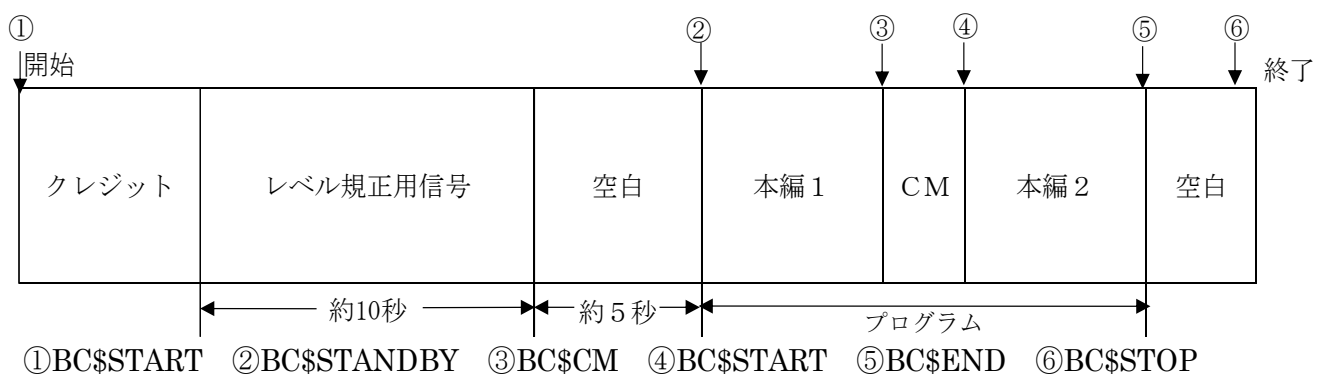 ① ② ③ ④ ⑤ ⑥
開始 終了
クレジット レベル規正用信号 空白 本編１ ＣＭ 本編２ 空白
約10秒 約５秒 プログラム
①BC$START ②BC$STANDBY ③BC$CM ④BC$START ⑤BC$END ⑥BC$STOP